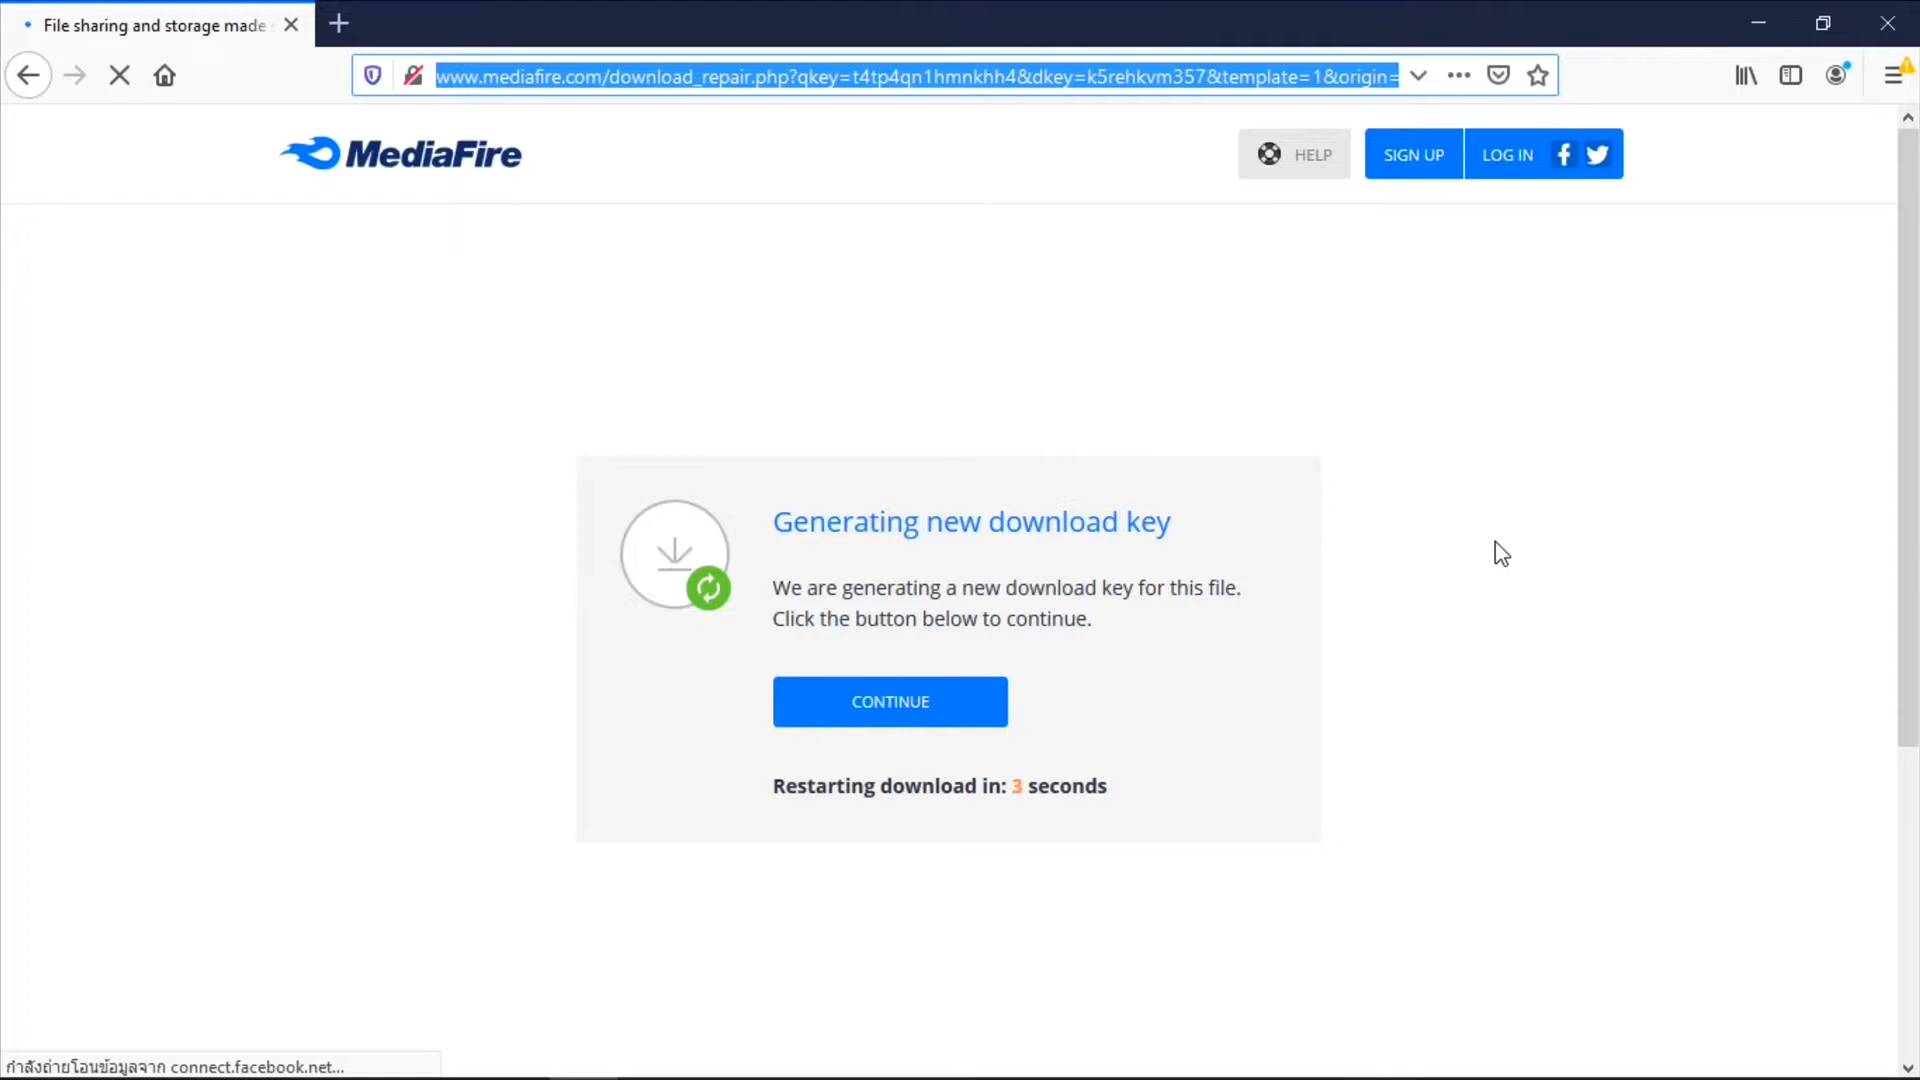 File sharing and storage made
www.mediafire.com/download_repair.php?qkey=t4tp4qn1hmnkhh4&dkey=k5rehkvm357&template=1&origin=
MediaFire
HELP
SIGN UP
LOG IN
Generating new download key
We are generating a new download key for this file.
Click the button below to continue.
CONTINUE
Restarting download in: 3 seconds
กำลังถ่ายโอนข้อมูลจาก connect.facebook.net...